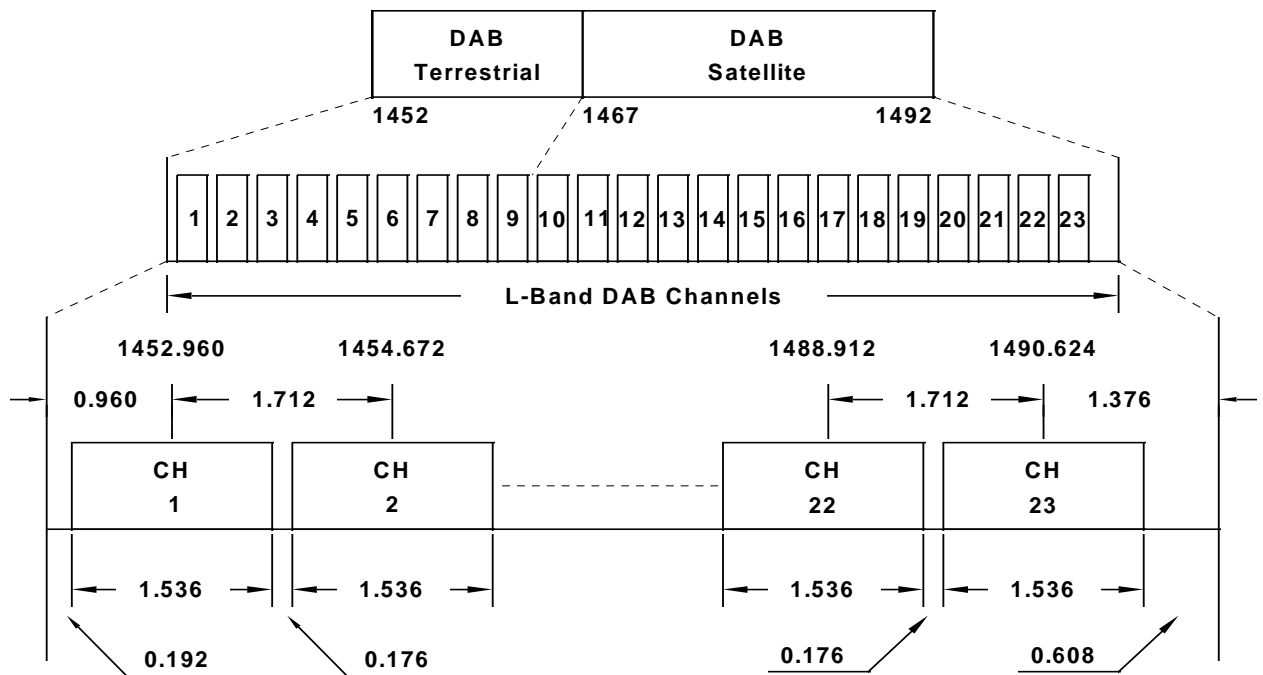 DAB DAB
Terrestrial Satellite
1452 1467 1492
1 2 3 4 5 6 7 8 9 10 11 12 13 14 15 16 17 18 19 20 21 22 23
L-Band DAB Channels
1452.960 1454.672 1488.912 1490.624
0.960 1.712 1.712 1.376
CH CH CH CH
1 2 22 23
1.536 1.536 1.536 1.536
0.192 0.176 0.176 0.608